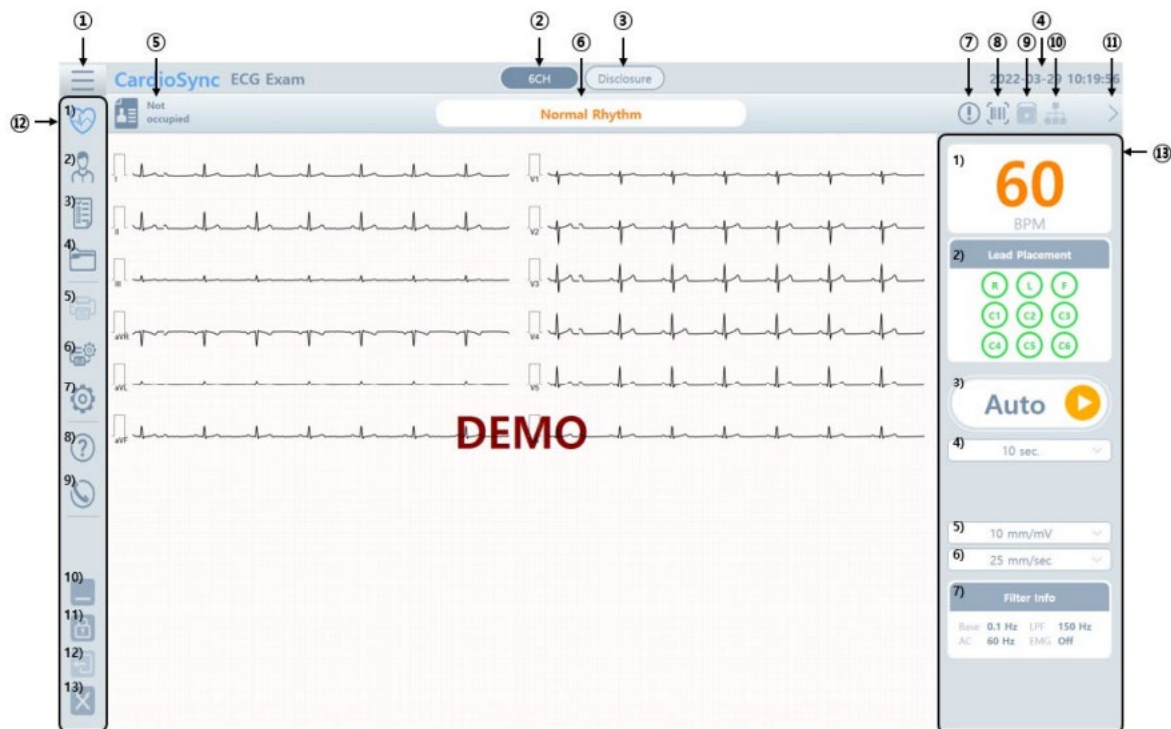 ① ② ③ ④
⑤ ⑥ ⑦ ⑧ ⑨ ⑩ ⑪
CardioSync ECG Exam 6CH Disclosure 2022-03-29 10:19:56
Not
occupied
Normal Rhythm
⑫
1)
2)
3)
4)
5)
6)
7)
8)
9)
10)
11)
12)
13)
I V1
II V2
III V3
aVR V4
aVL V5
aVF
DEMO
⑬
1)
60
BPM
2) Lead Placement
R L F
C1 C2 C3
C4 C5 C6
3) Auto
4) 10 sec.
5) 10 mm/mV
6) 25 mm/sec
7) Filter Info
Base 0.1 Hz LPF 150 Hz
AC 60 Hz EMG Off